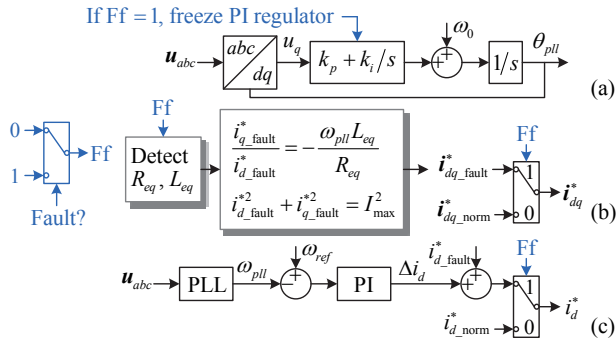 If Ff = 1, freeze PI regulator
u_abc
abc
dq
u_q
k_p + k_i/s
ω_0
+
+
1/s
θ_pll
(a)
0
1
Ff
Fault?
Ff
Detect
R_eq, L_eq
i*_q_fault / i*_d_fault = − ω_pll L_eq / R_eq
i*²_d_fault + i*²_q_fault = I²_max
Ff
i*_dq_fault
1
i*_dq_norm
0
i*_dq
(b)
u_abc
PLL
ω_pll
ω_ref
+
−
PI
Δi_d
i*_d_fault
+
+
Ff
1
i*_d_norm
0
i*_d
(c)